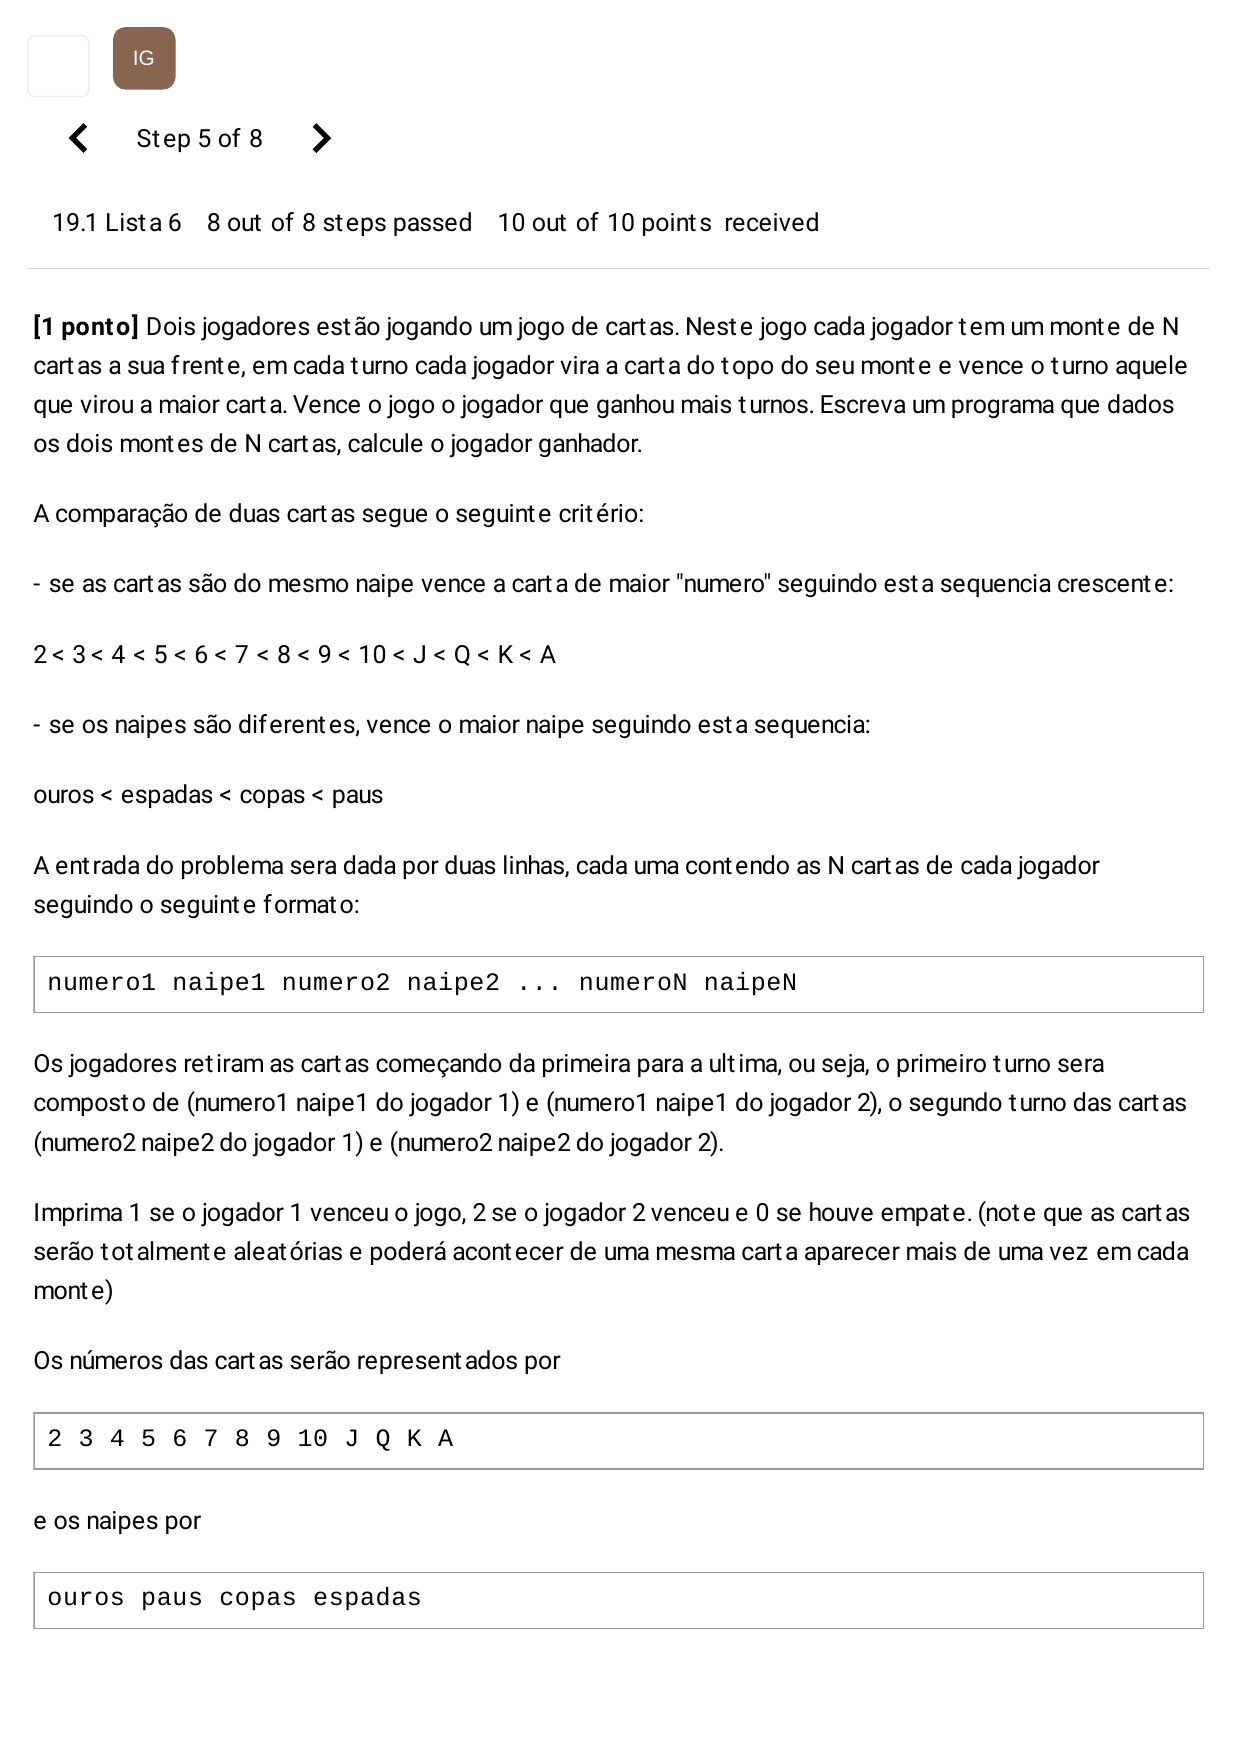 IG
Step 5 of 8
19.1 Lista 6 8 out of 8 steps passed 10 out of 10 points received
[1 ponto] Dois jogadores estão jogando um jogo de cartas. Neste jogo cada jogador tem um monte de N
cartas a sua frente, em cada turno cada jogador vira a carta do topo do seu monte e vence o turno aquele
que virou a maior carta. Vence o jogo o jogador que ganhou mais turnos. Escreva um programa que dados
os dois montes de N cartas, calcule o jogador ganhador.
A comparação de duas cartas segue o seguinte critério:
- se as cartas são do mesmo naipe vence a carta de maior "numero" seguindo esta sequencia crescente:
2 < 3 < 4 < 5 < 6 < 7 < 8 < 9 < 10 < J < Q < K < A
- se os naipes são diferentes, vence o maior naipe seguindo esta sequencia:
ouros < espadas < copas < paus
A entrada do problema sera dada por duas linhas, cada uma contendo as N cartas de cada jogador
seguindo o seguinte formato:
numero1 naipe1 numero2 naipe2 ... numeroN naipeN
Os jogadores retiram as cartas começando da primeira para a ultima, ou seja, o primeiro turno sera
composto de (numero1 naipe1 do jogador 1) e (numero1 naipe1 do jogador 2), o segundo turno das cartas
(numero2 naipe2 do jogador 1) e (numero2 naipe2 do jogador 2).
Imprima 1 se o jogador 1 venceu o jogo, 2 se o jogador 2 venceu e 0 se houve empate. (note que as cartas
serão totalmente aleatórias e poderá acontecer de uma mesma carta aparecer mais de uma vez em cada
monte)
Os números das cartas serão representados por
2 3 4 5 6 7 8 9 10 J Q K A
e os naipes por
ouros paus copas espadas